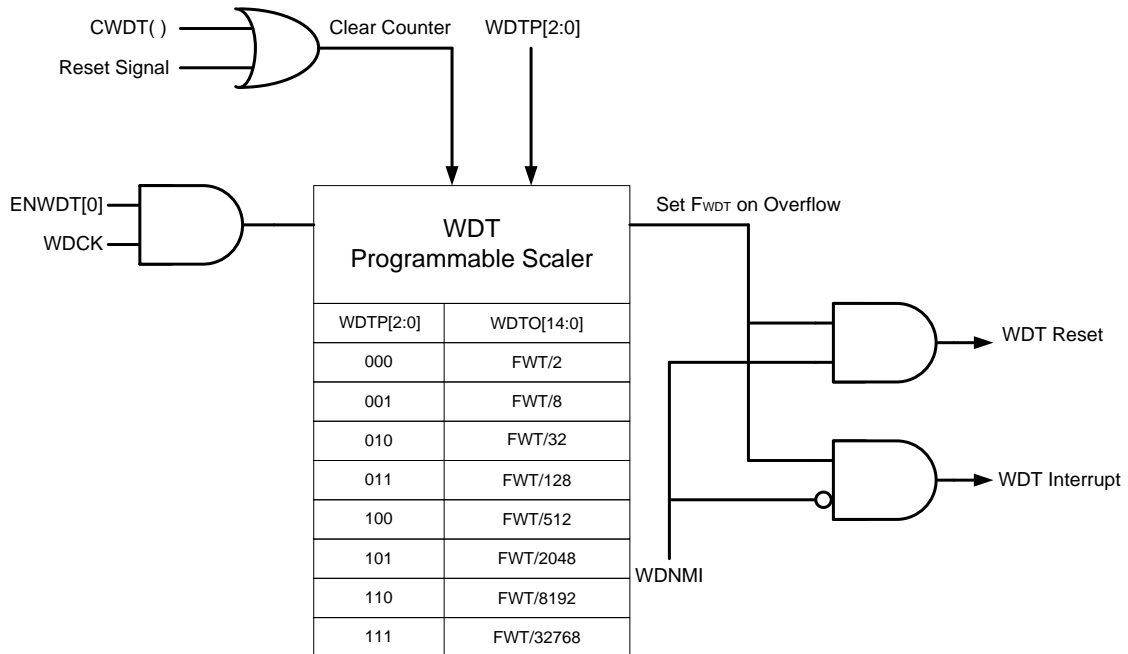 CWDT( )
Reset Signal
Clear Counter
WDTP[2:0]
ENWDT[0]
WDCK
WDT
Programmable Scaler
Set FWDT on Overflow
WDTP[2:0] WDTO[14:0]
000 FWT/2
001 FWT/8
010 FWT/32
011 FWT/128
100 FWT/512
101 FWT/2048
110 FWT/8192
111 FWT/32768
WDT Reset
WDT Interrupt
WDNMI